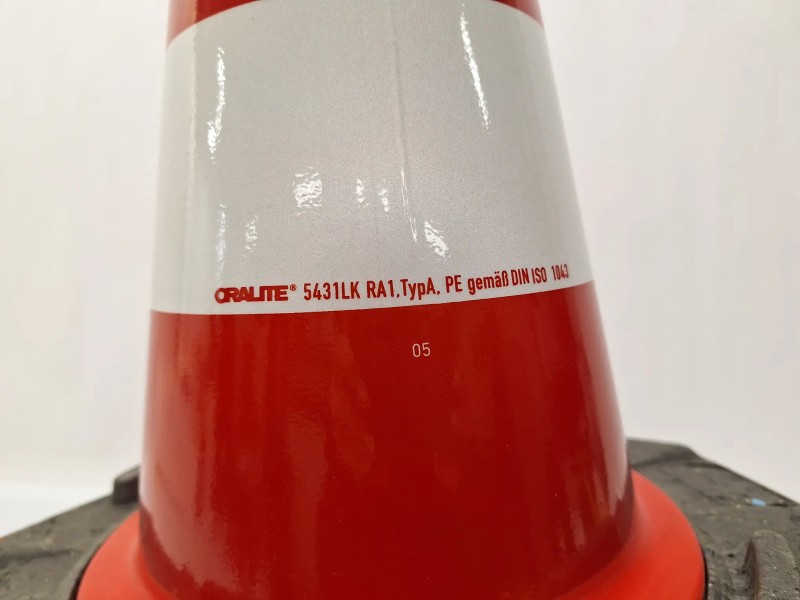 ORALITE® 5431LK RA1,TypA, PE gemäß DIN ISO 1043
05